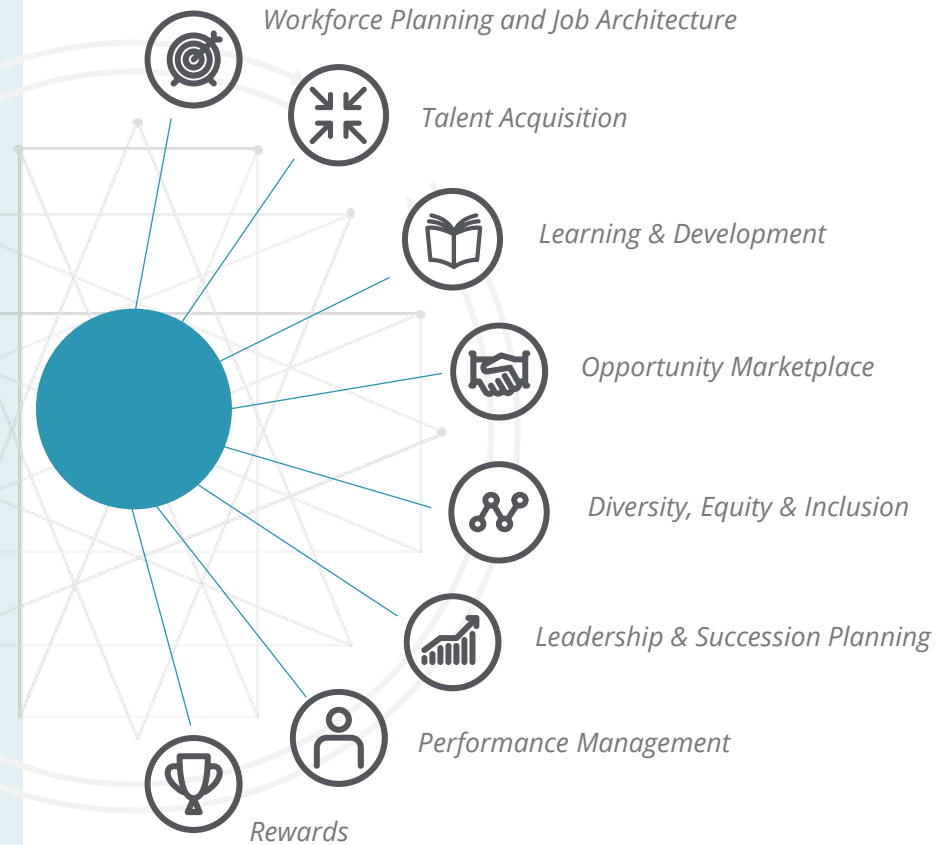 Workforce Planning and Job Architecture
Talent Acquisition
Learning & Development
Opportunity Marketplace
Diversity, Equity & Inclusion
Leadership & Succession Planning
Performance Management
Rewards